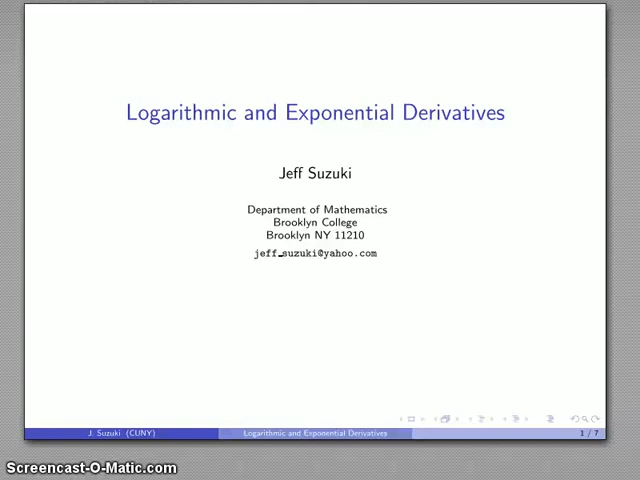 Logarithmic and Exponential Derivatives
Jeff Suzuki
Department of Mathematics
Brooklyn College
Brooklyn NY 11210
jeff_suzuki@yahoo.com
J. Suzuki (CUNY)
Logarithmic and Exponential Derivatives
1 / 7
Screencast-O-Matic.com